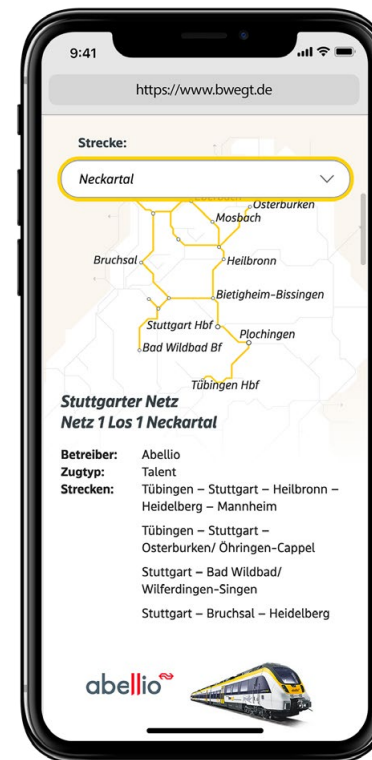 9:41
https://www.bwegt.de
Strecke:
Neckartal
Osterburken
Mosbach
Bruchsal
Heilbronn
Bietigheim-Bissingen
Stuttgart Hbf
Plochingen
Bad Wildbad Bf
Tübingen Hbf
Stuttgarter Netz
Netz 1 Los 1 Neckartal
Betreiber: Abellio
Zugtyp: Talent
Strecken: Tübingen – Stuttgart – Heilbronn –
Heidelberg – Mannheim
Tübingen – Stuttgart –
Osterburken/ Öhringen-Cappel
Stuttgart – Bad Wildbad/
Wilferdingen-Singen
Stuttgart – Bruchsal – Heidelberg
abellio